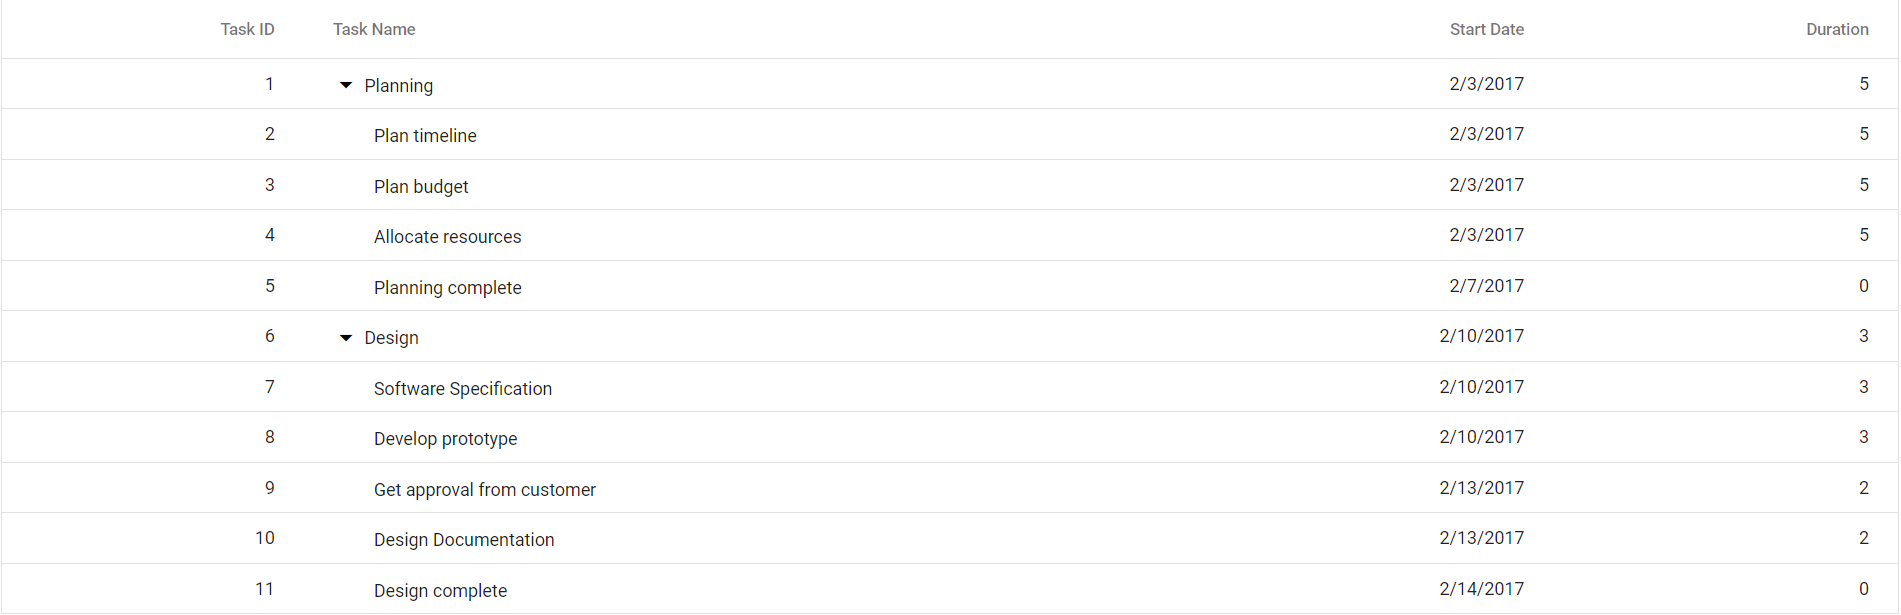 Task ID Task Name Start Date Duration
1 Planning 2/3/2017 5
2 Plan timeline 2/3/2017 5
3 Plan budget 2/3/2017 5
4 Allocate resources 2/3/2017 5
5 Planning complete 2/7/2017 0
6 Design 2/10/2017 3
7 Software Specification 2/10/2017 3
8 Develop prototype 2/10/2017 3
9 Get approval from customer 2/13/2017 2
10 Design Documentation 2/13/2017 2
11 Design complete 2/14/2017 0